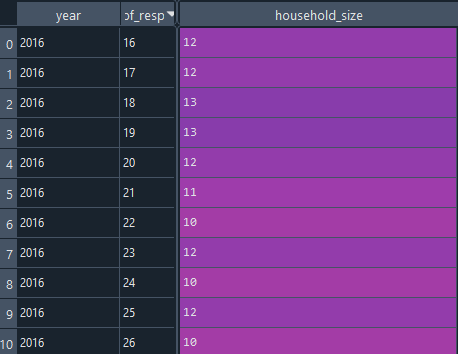 year of_resp household_size
0 2016 16 12
1 2016 17 12
2 2016 18 13
3 2016 19 13
4 2016 20 12
5 2016 21 11
6 2016 22 10
7 2016 23 12
8 2016 24 10
9 2016 25 12
10 2016 26 10